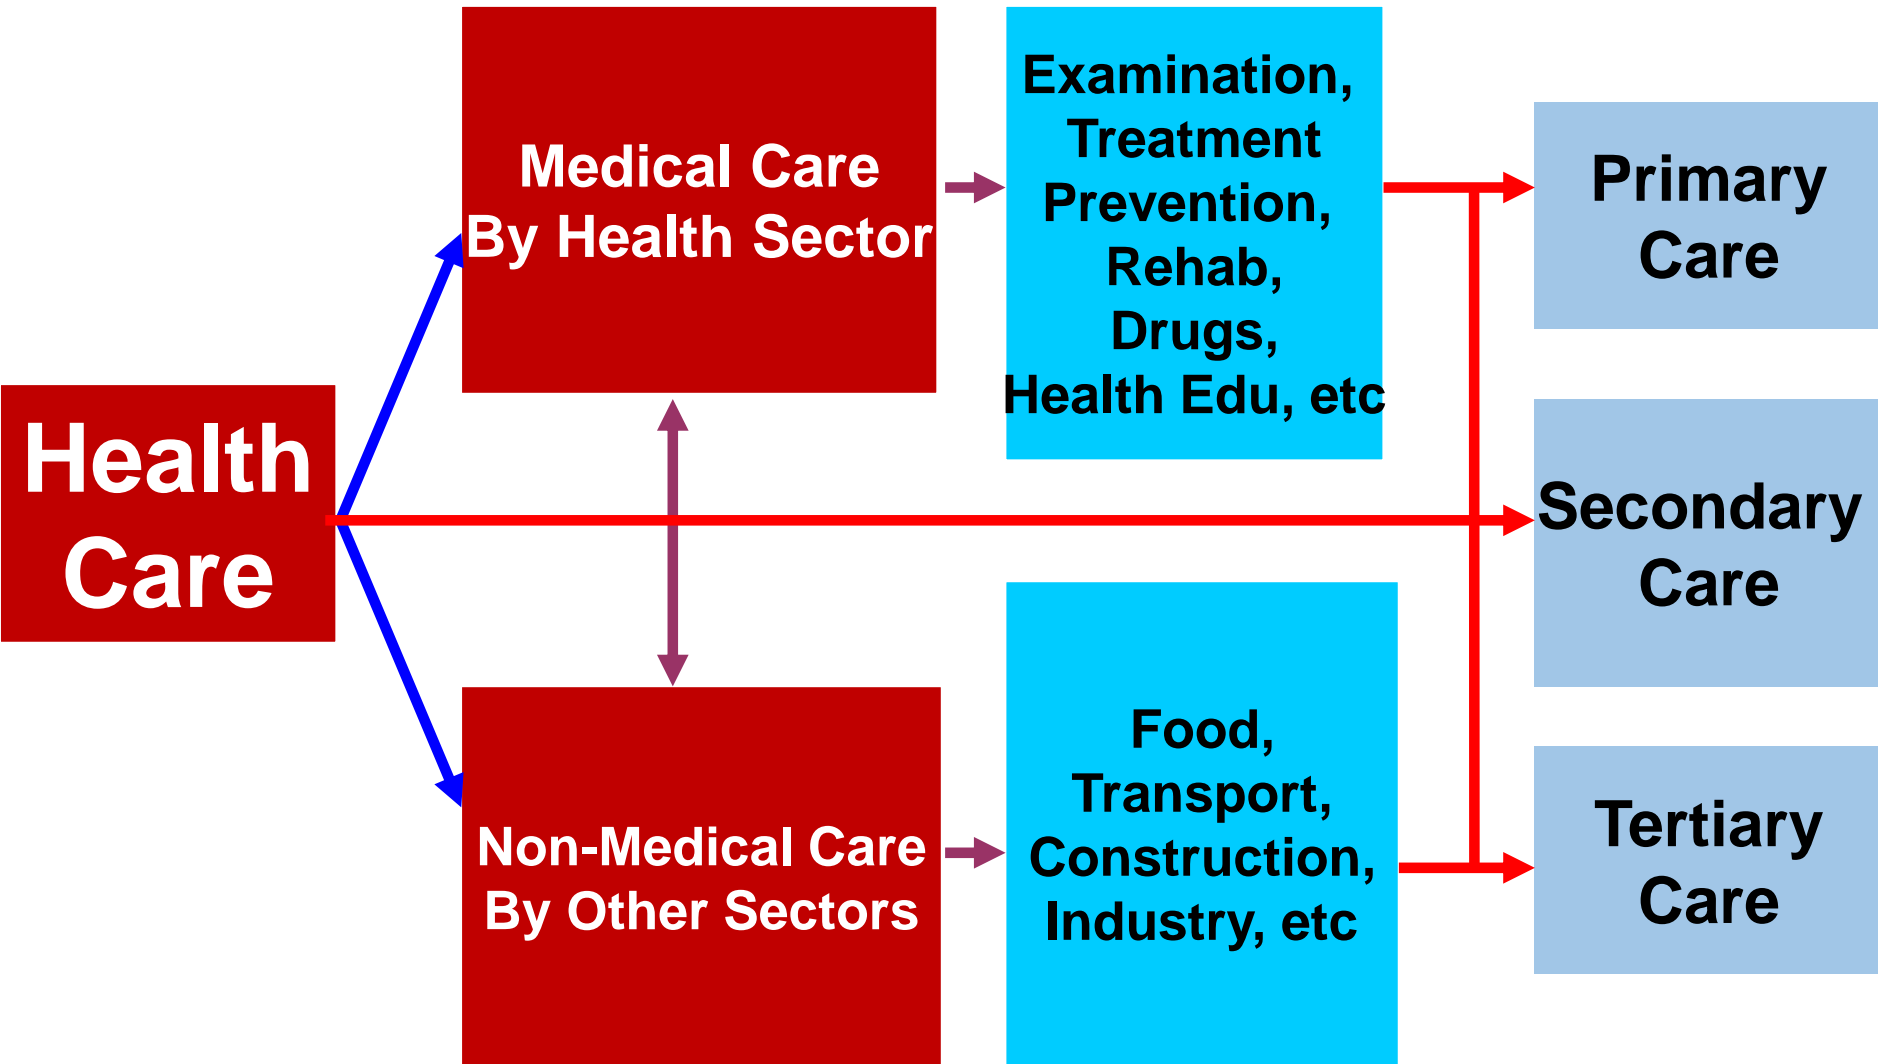 Health
Care
Medical Care
By Health Sector
Examination,
Treatment
Prevention,
Rehab,
Drugs,
Health Edu, etc
Primary
Care
Secondary
Care
Non-Medical Care
By Other Sectors
Food,
Transport,
Construction,
Industry, etc
Tertiary
Care